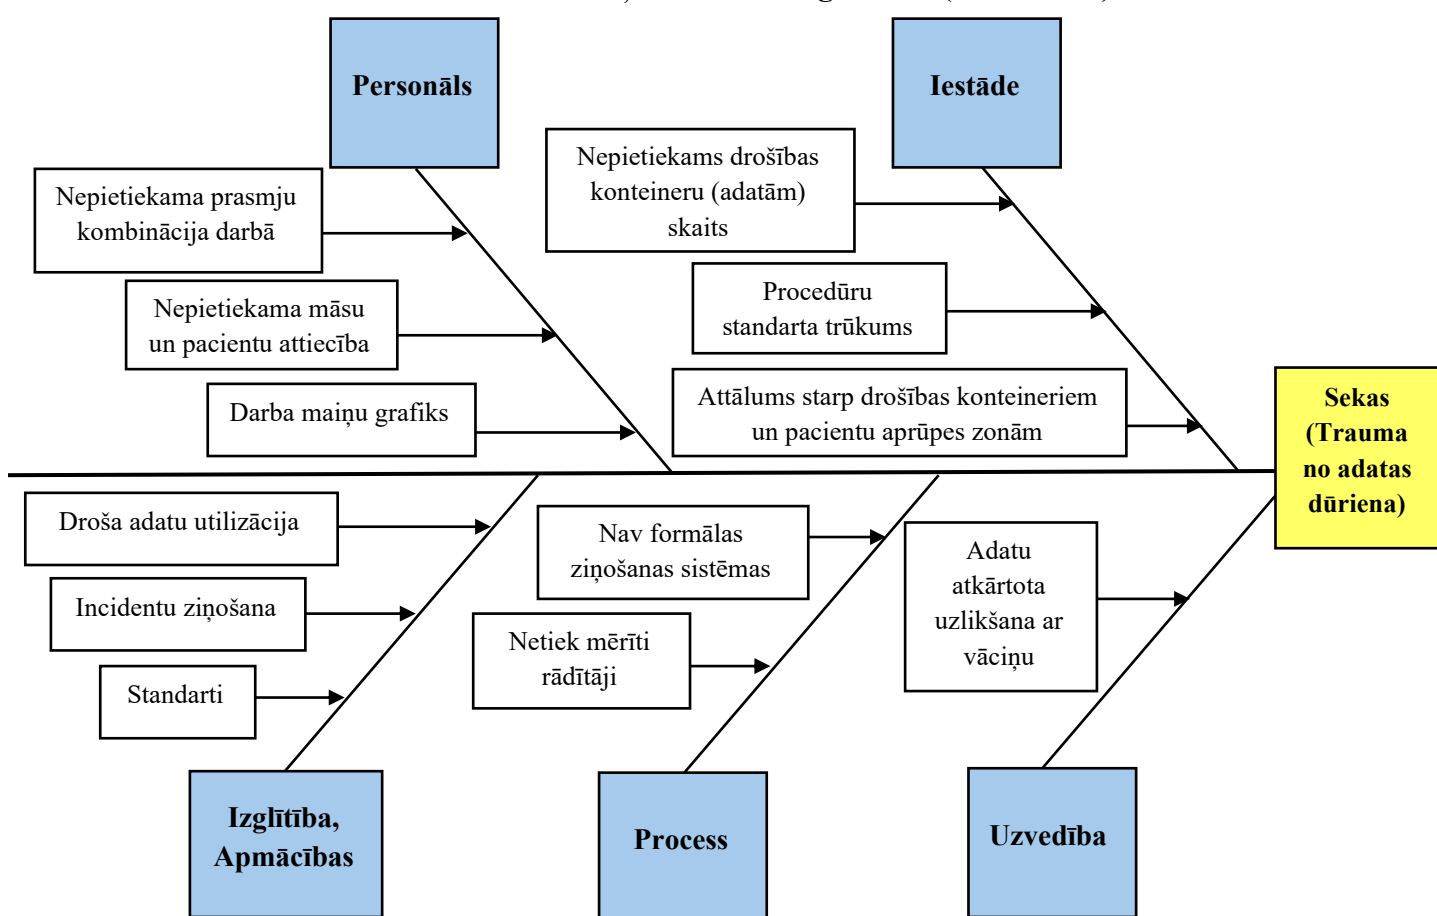 Personāls
Iestāde
Nepietiekama prasmju
kombinācija darbā
Nepietiekama māsu
un pacientu attiecība
Darba maiņu grafiks
Nepietiekams drošības
konteineru (adatām)
skaits
Procedūru
standarta trūkums
Attālums starp drošības konteineriem
un pacientu aprūpes zonām
Sekas
(Trauma
no adatas
dūriena)
Droša adatu utilizācija
Incidentu ziņošana
Standarti
Nav formālas
ziņošanas sistēmas
Netiek mērīti
rādītāji
Adatu
atkārtota
uzlikšana ar
vāciņu
Izglītība,
Apmācības
Process
Uzvedība